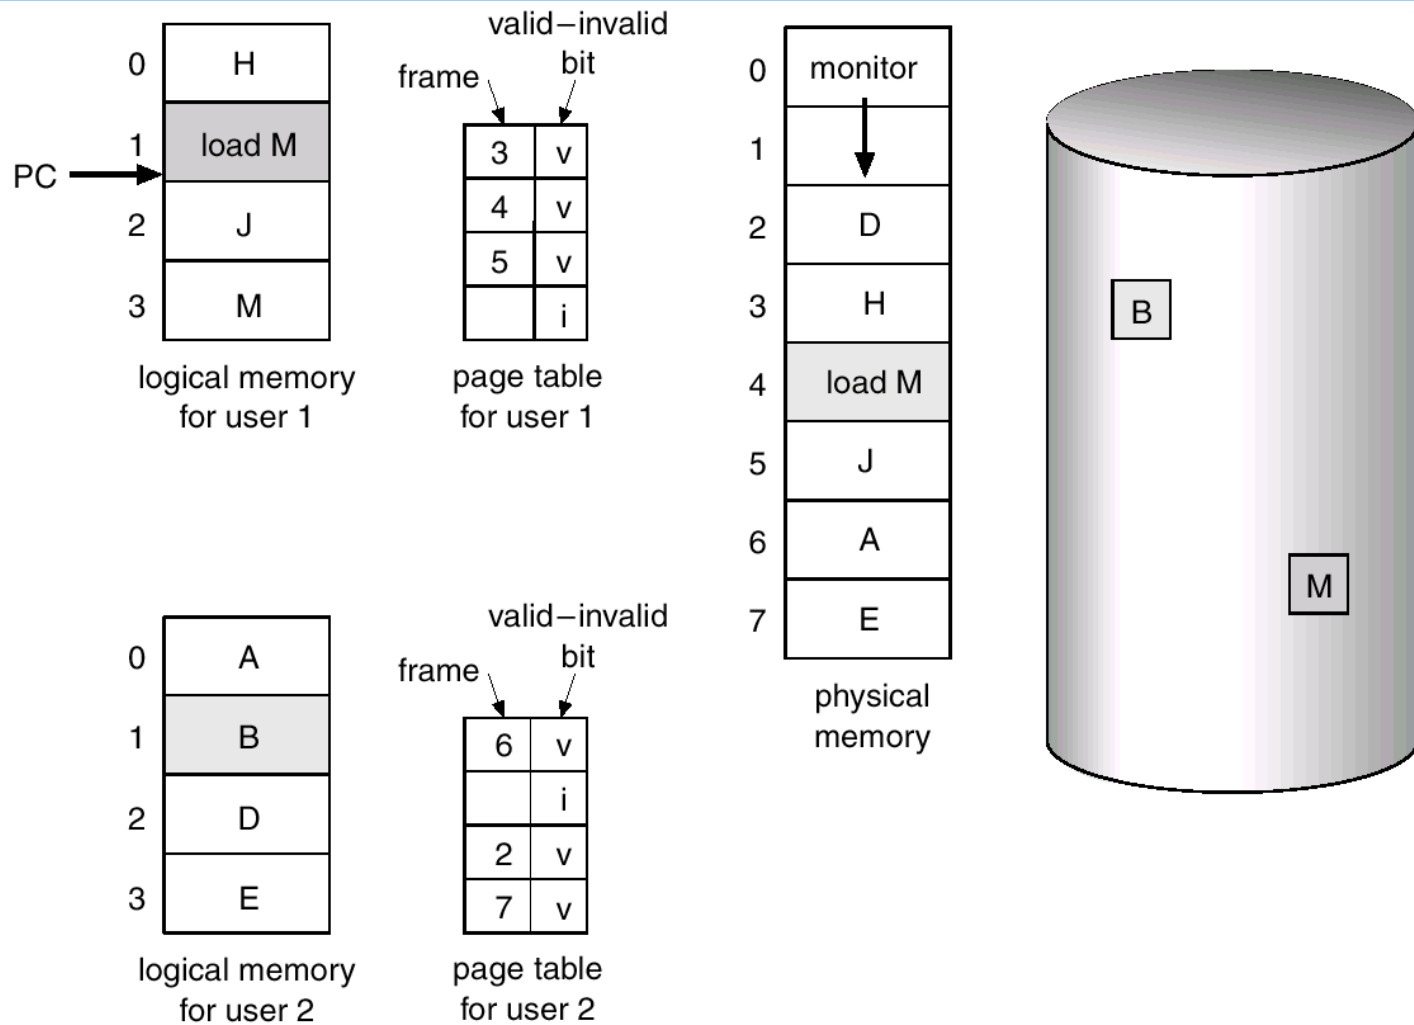 valid–invalid
bit
frame
0 H
1 load M
PC
2 J
3 M
logical memory
for user 1
3 v
4 v
5 v
i
page table
for user 1
0 monitor
1
2 D
3 H
4 load M
5 J
6 A
7 E
physical
memory
B
M
valid–invalid
bit
frame
0 A
1 B
2 D
3 E
logical memory
for user 2
6 v
i
2 v
7 v
page table
for user 2